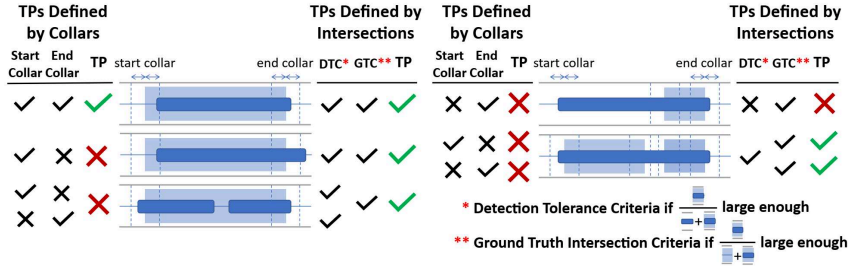 TPs Defined
by Collars
Start
Collar
End
Collar
TP
start collar
end collar
TPs Defined by
Intersections
DTC* GTC** TP
TPs Defined
by Collars
Start
Collar
End
Collar
TP
start collar
end collar
TPs Defined by
Intersections
DTC* GTC** TP
* Detection Tolerance Criteria if + large enough
** Ground Truth Intersection Criteria if + large enough